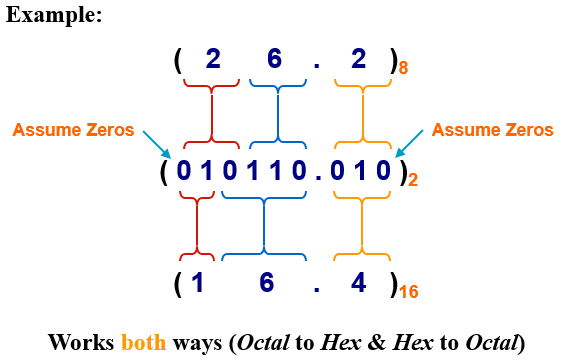 Example:
( 2 6 . 2 )8
Assume Zeros
Assume Zeros
( 0 1 0 1 1 0 . 0 1 0 )2
( 1 6 . 4 )16
Works both ways (Octal to Hex & Hex to Octal)